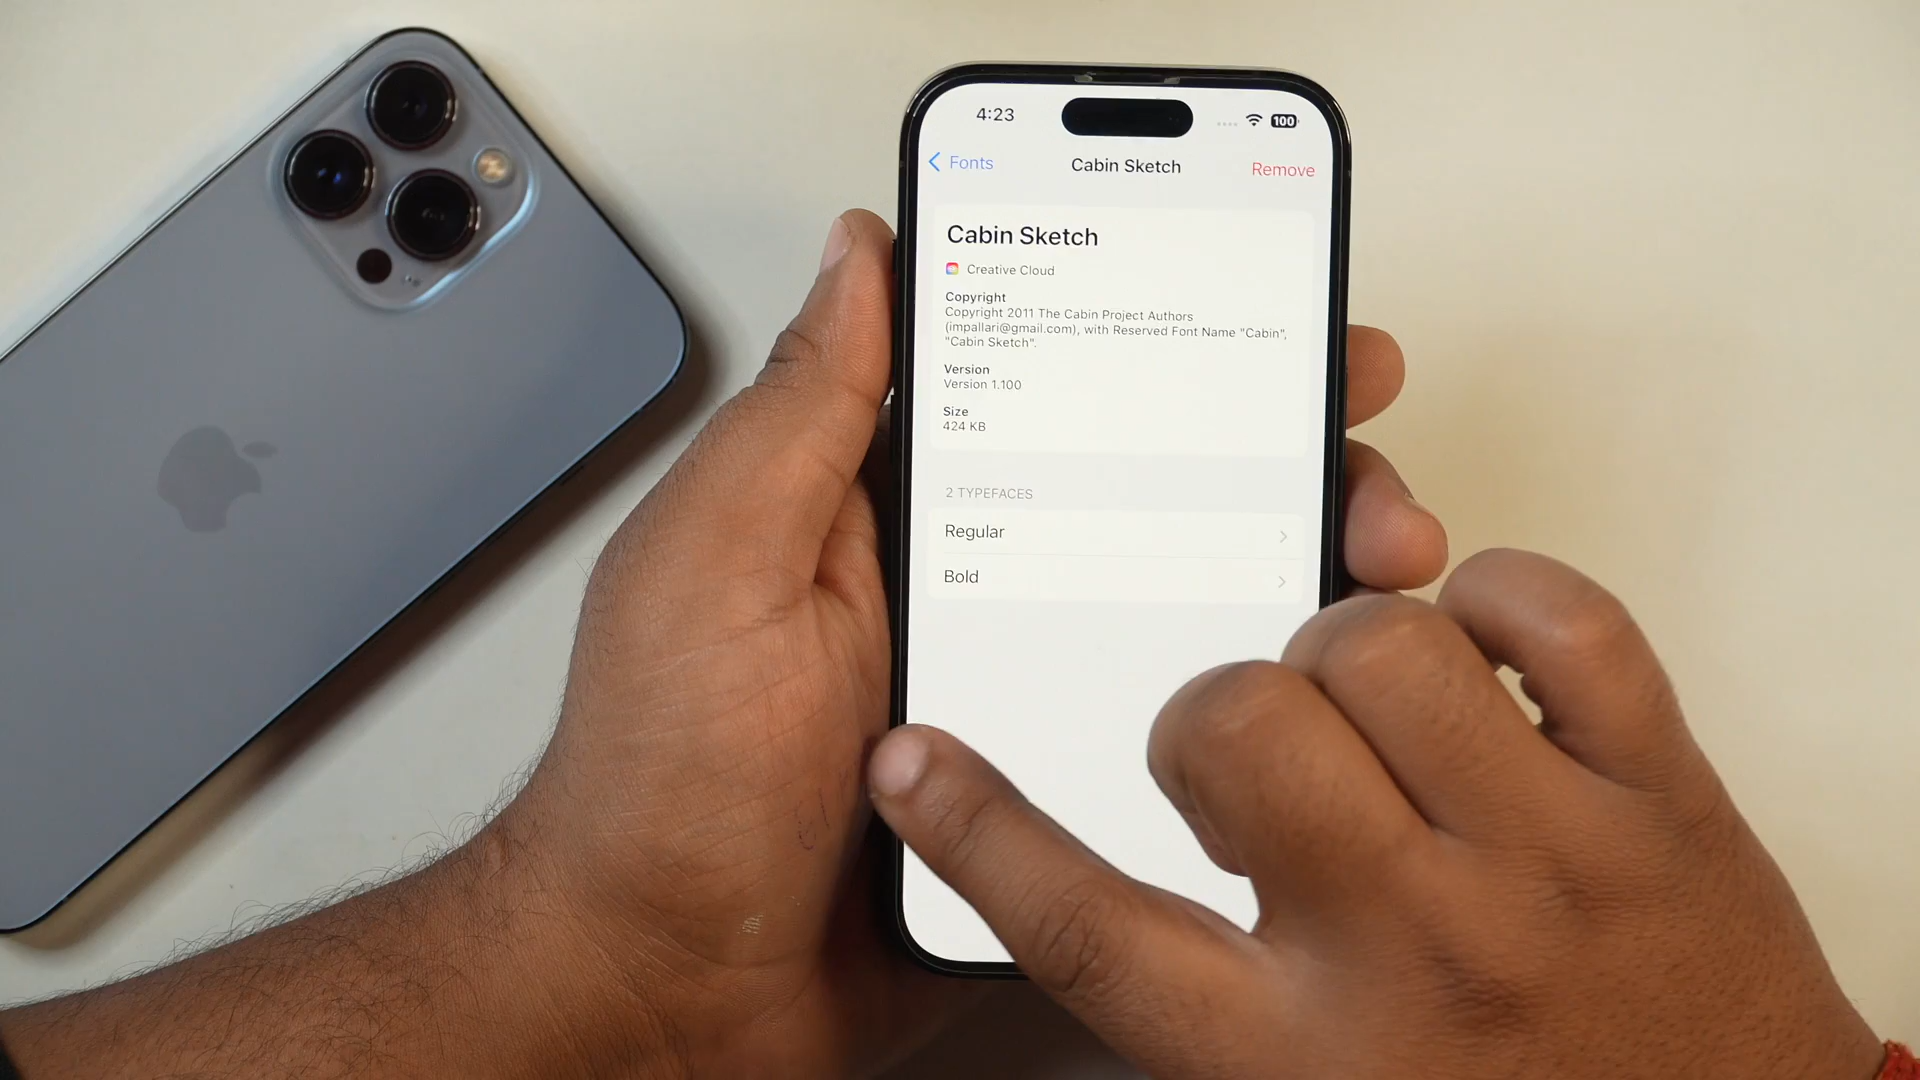 4:23
100
Fonts
Cabin Sketch
Remove
Cabin Sketch
Creative Cloud
Copyright
Copyright 2011 The Cabin Project Authors
(impallari@gmail.com), with Reserved Font Name "Cabin",
"Cabin Sketch".
Version
Version 1.100
Size
424 KB
2 TYPEFACES
Regular
Bold